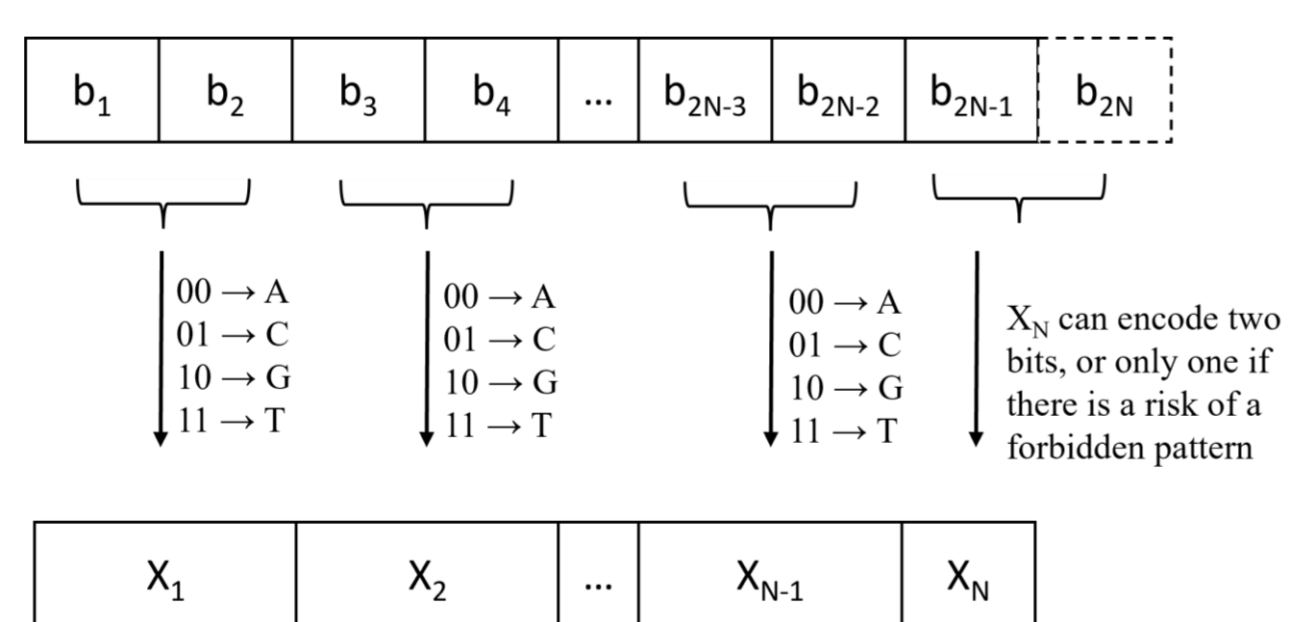 b1 b2 b3 b4 ... b2N-3 b2N-2 b2N-1 b2N
00 → A
01 → C
10 → G
11 → T
00 → A
01 → C
10 → G
11 → T
00 → A
01 → C
10 → G
11 → T
XN can encode two
bits, or only one if
there is a risk of a
forbidden pattern
X1 X2 ... XN-1 XN